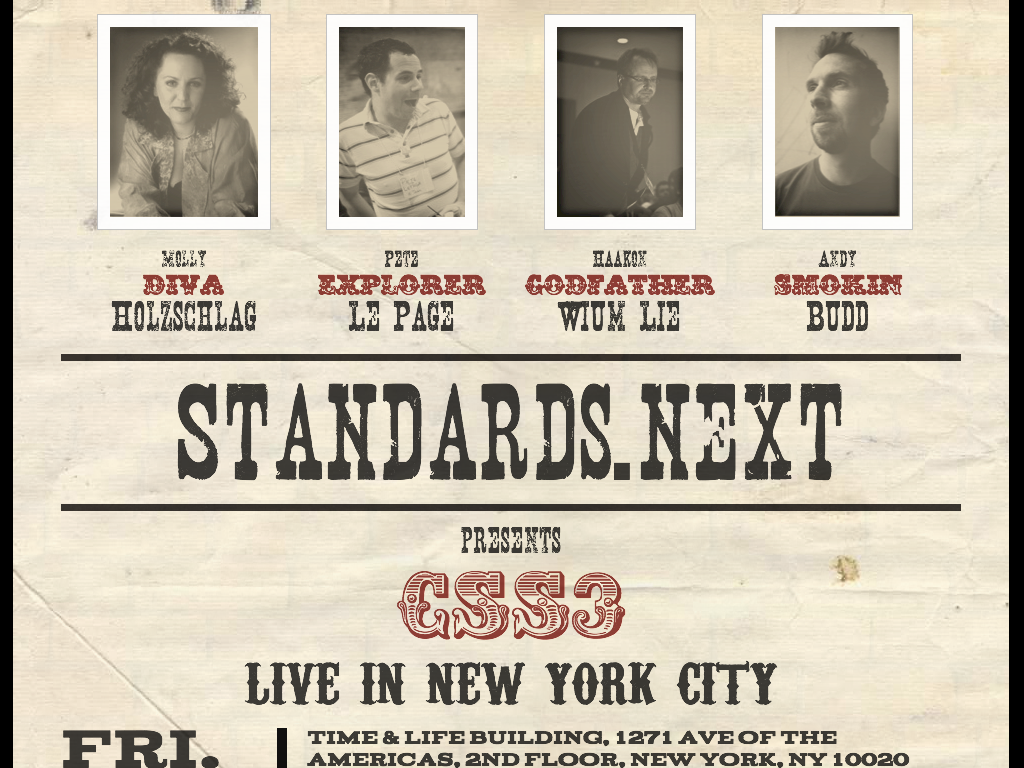 MOLLY
DIVA
HOLZSCHLAG
PETE
EXPLORER
LE PAGE
HAAKON
GODFATHER
WIUM LIE
ANDY
SMOKIN
BUDD
STANDARDS.NEXT
PRESENTS
CSS3
LIVE IN NEW YORK CITY
FRI.
TIME & LIFE BUILDING, 1271 AVE OF THE
AMERICAS, 2ND FLOOR, NEW YORK, NY 10020